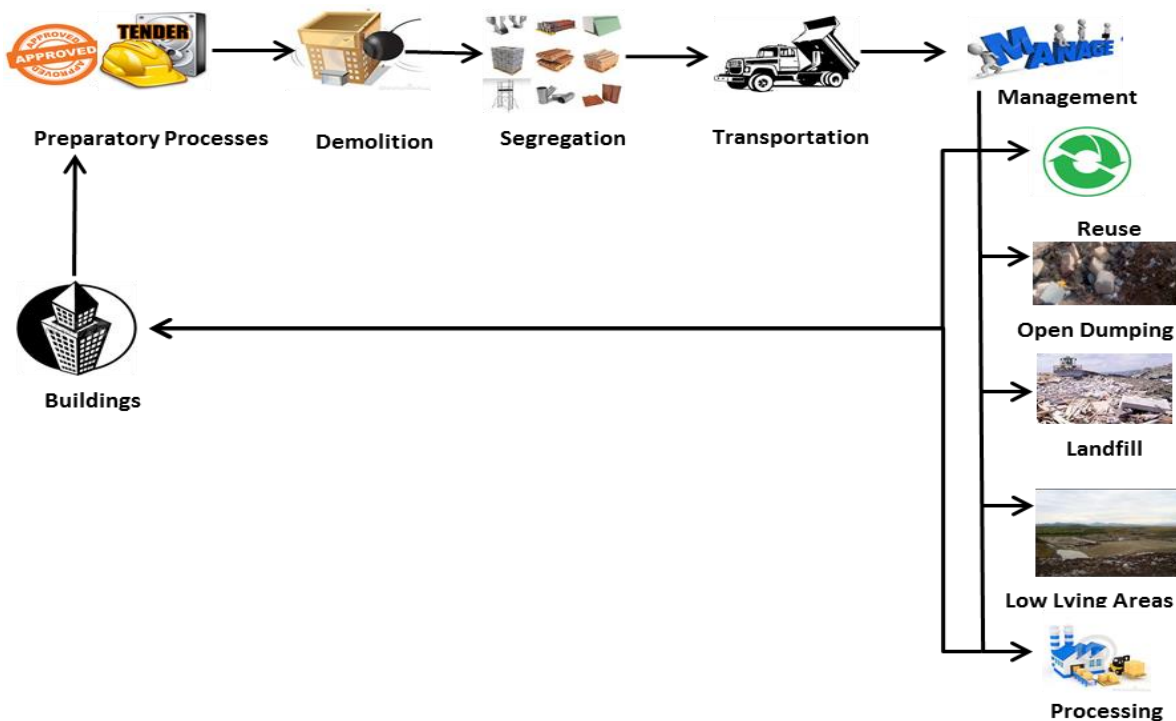 APPROVED
APPROVED
APPROVED
TENDER
MANAGE
Preparatory Processes
Demolition
Segregation
Transportation
Management
Reuse
Open Dumping
Buildings
Landfill
Low Lying Areas
Processing